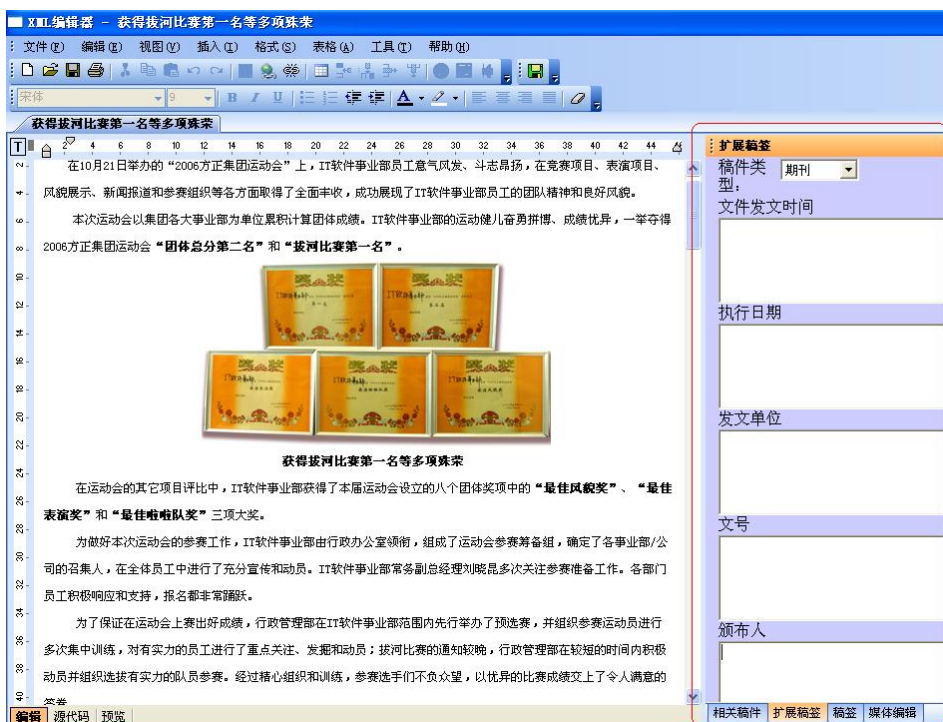 XML编辑器 - 获得拔河比赛第一名等多项殊荣
文件(F) 编辑(E) 视图(V) 插入(I) 格式(S) 表格(A) 工具(T) 帮助(H)
宋体 9 B I U A
获得拔河比赛第一名等多项殊荣
T 2 4 6 8 10 12 14 16 18 20 22 24 26 28 30 32 34 36 38 40 42 44
在10月21日举办的“2006方正集团运动会”上，IT软件事业部员工意气风发、斗志昂扬，在竞赛项目、表演项目、
风貌展示、新闻报道和参赛组织等各方面取得了全面丰收，成功展现了IT软件事业部员工的团队精神和良好风貌。
本次运动会以集团各大事业部为单位累积计算团体成绩。IT软件事业部的运动健儿奋勇拼搏、成绩优异，一举夺得
2006方正集团运动会“团体总分第二名”和“拔河比赛第一名”。
获得拔河比赛第一名等多项殊荣
在运动会的其它项目评比中，IT软件事业部获得了本届运动会设立的八个团体奖项中的“最佳风貌奖”、“最佳
表演奖”和“最佳啦啦队奖”三项大奖。
为做好本次运动会的参赛工作，IT软件事业部由行政办公室领衔，组成了运动会参赛筹备组，确定了各事业部/公
司的召集人，在全体员工中进行了充分宣传和动员。IT软件事业部常务副总经理刘晓昆多次关注参赛准备工作。各部门
员工积极响应和支持，报名都非常踊跃。
为了保证在运动会上赛出好成绩，行政管理部在IT软件事业部范围内先行举办了预选赛，并组织参赛运动员进行
多次集中训练，对有实力的员工进行了重点关注、发掘和动员；拔河比赛的通知较晚，行政管理部在较短的时间内积极
动员并组织选拔有实力的队员参赛。经过精心组织和训练，参赛选手们不负众望，以优异的比赛成绩交上了令人满意的
答卷
编辑 源代码 预览
扩展稿签
稿件类型： 期刊
文件发文时间
执行日期
发文单位
文号
颁布人
相关稿件 扩展稿签 稿签 媒体编辑